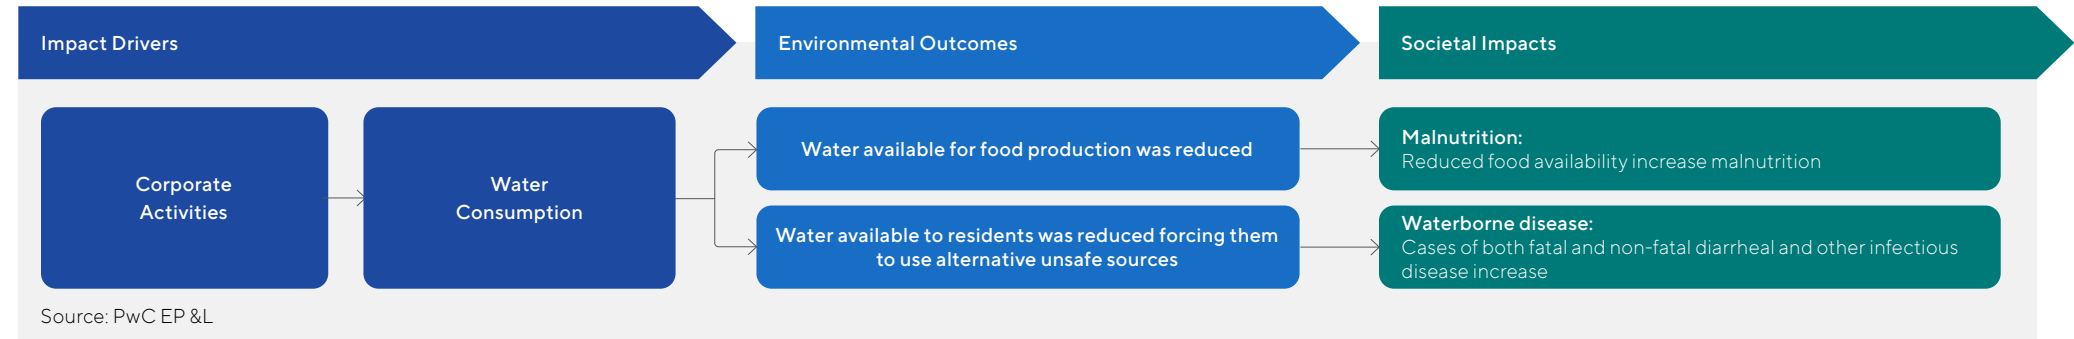 Impact Drivers
Environmental Outcomes
Societal Impacts
Corporate
Activities
Water
Consumption
Water available for food production was reduced
Water available to residents was reduced forcing them
to use alternative unsafe sources
Malnutrition:
Reduced food availability increase malnutrition
Waterborne disease:
Cases of both fatal and non-fatal diarrheal and other infectious
disease increase
Source: PwC EP &L